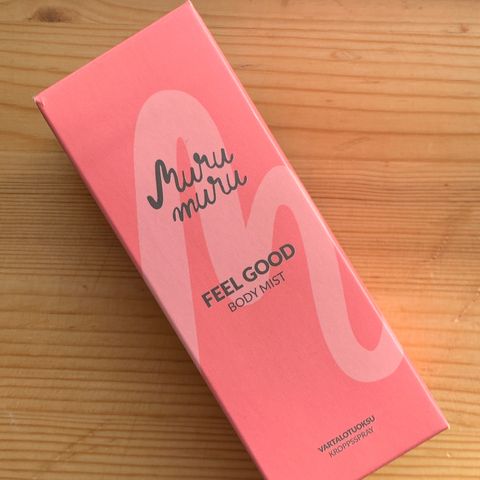 Muru
muru
FEEL GOOD
BODY MIST
VARTALOTUOKSU
KROPPSSPRAY